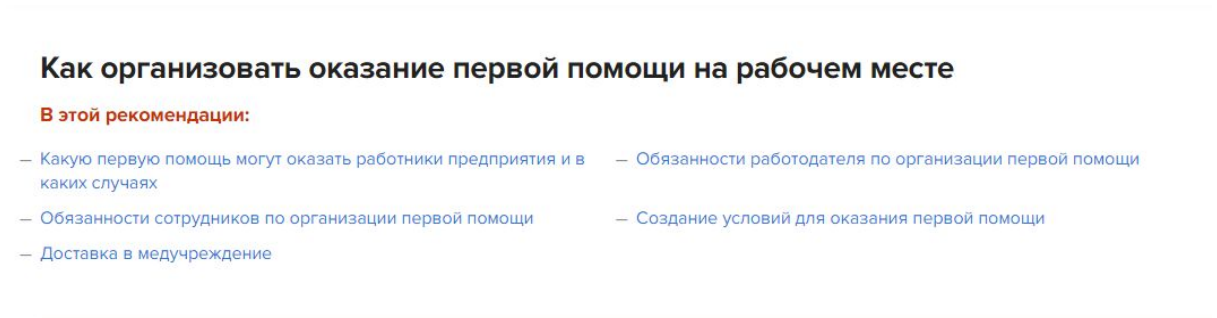 Как организовать оказание первой помощи на рабочем месте
В этой рекомендации:
– Какую первую помощь могут оказать работники предприятия и в
каких случаях
– Обязанности работодателя по организации первой помощи
– Обязанности сотрудников по организации первой помощи
– Создание условий для оказания первой помощи
– Доставка в медучреждение